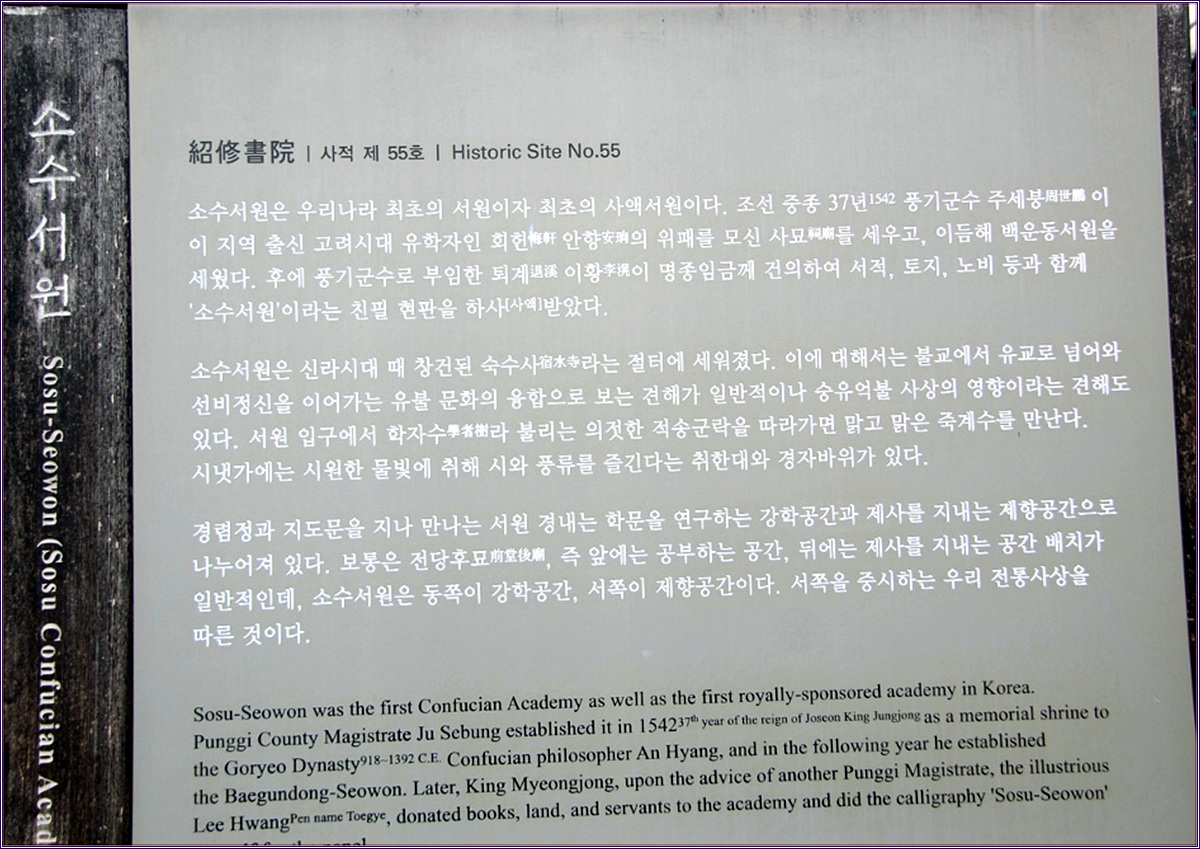 소수서원
Sosu-Seowon (Sosu Confucian Acad
紹修書院 | 사적 제 55호 | Historic Site No.55
소수서원은 우리나라 최초의 서원이자 최초의 사액서원이다. 조선 중종 37년1542 풍기군수 주세붕周世鵬 이
이 지역 출신 고려시대 유학자인 회헌晦軒 안향安珦의 위패를 모신 사묘祠廟를 세우고, 이듬해 백운동서원을
세웠다. 후에 풍기군수로 부임한 퇴계退溪 이황李滉이 명종임금께 건의하여 서적, 토지, 노비 등과 함께
'소수서원'이라는 친필 현판을 하사[사액]받았다.
소수서원은 신라시대 때 창건된 숙수사宿水寺라는 절터에 세워졌다. 이에 대해서는 불교에서 유교로 넘어와
선비정신을 이어가는 유불 문화의 융합으로 보는 견해가 일반적이나 숭유억불 사상의 영향이라는 견해도
있다. 서원 입구에서 학자수學者樹라 불리는 의젓한 적송군락을 따라가면 맑고 맑은 죽계수를 만난다.
시냇가에는 시원한 물빛에 취해 시와 풍류를 즐긴다는 취한대와 경자바위가 있다.
경렴정과 지도문을 지나 만나는 서원 경내는 학문을 연구하는 강학공간과 제사를 지내는 제향공간으로
나누어져 있다. 보통은 전당후묘前堂後廟, 즉 앞에는 공부하는 공간, 뒤에는 제사를 지내는 공간 배치가
일반적인데, 소수서원은 동쪽이 강학공간, 서쪽이 제향공간이다. 서쪽을 중시하는 우리 전통사상을
따른 것이다.
Sosu-Seowon was the first Confucian Academy as well as the first royally-sponsored academy in Korea.
Punggi County Magistrate Ju Sebung established it in 154237th year of the reign of Joseon King Jungjong as a memorial shrine to
the Goryeo Dynasty918~1392 C.E. Confucian philosopher An Hyang, and in the following year he established
the Baegundong-Seowon. Later, King Myeongjong, upon the advice of another Punggi Magistrate, the illustrious
Lee HwangPen name Toegye, donated books, land, and servants to the academy and did the calligraphy 'Sosu-Seowon'